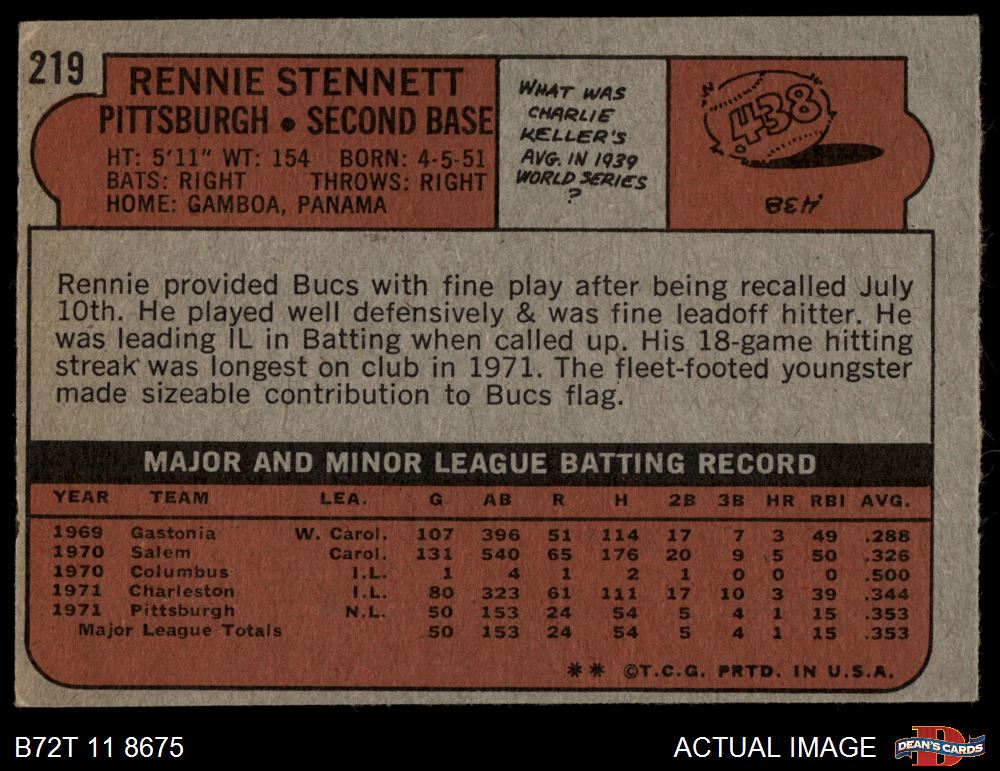 219
RENNIE STENNETT
PITTSBURGH • SECOND BASE
HT: 5'11" WT: 154 BORN: 4-5-51
BATS: RIGHT THROWS: RIGHT
HOME: GAMBOA, PANAMA
WHAT WAS
CHARLIE
KELLER'S
AVG. IN 1939
WORLD SERIES
?
.438
Rennie provided Bucs with fine play after being recalled July
10th. He played well defensively & was fine leadoff hitter. He
was leading IL in Batting when called up. His 18-game hitting
streak was longest on club in 1971. The fleet-footed youngster
made sizeable contribution to Bucs flag.
MAJOR AND MINOR LEAGUE BATTING RECORD
YEAR TEAM LEA. G AB R H 2B 3B HR RBI AVG.
1969 Gastonia W. Carol. 107 396 51 114 17 7 3 49 .288
1970 Salem Carol. 131 540 65 176 20 9 5 50 .326
1970 Columbus I.L. 1 4 1 2 1 0 0 0 .500
1971 Charleston I.L. 80 323 61 111 17 10 3 39 .344
1971 Pittsburgh N.L. 50 153 24 54 5 4 1 15 .353
Major League Totals 50 153 24 54 5 4 1 15 .353
** ©T.C.G. PRTD. IN U.S.A.
B72T 11 8675
ACTUAL IMAGE
DEAN'S CARDS